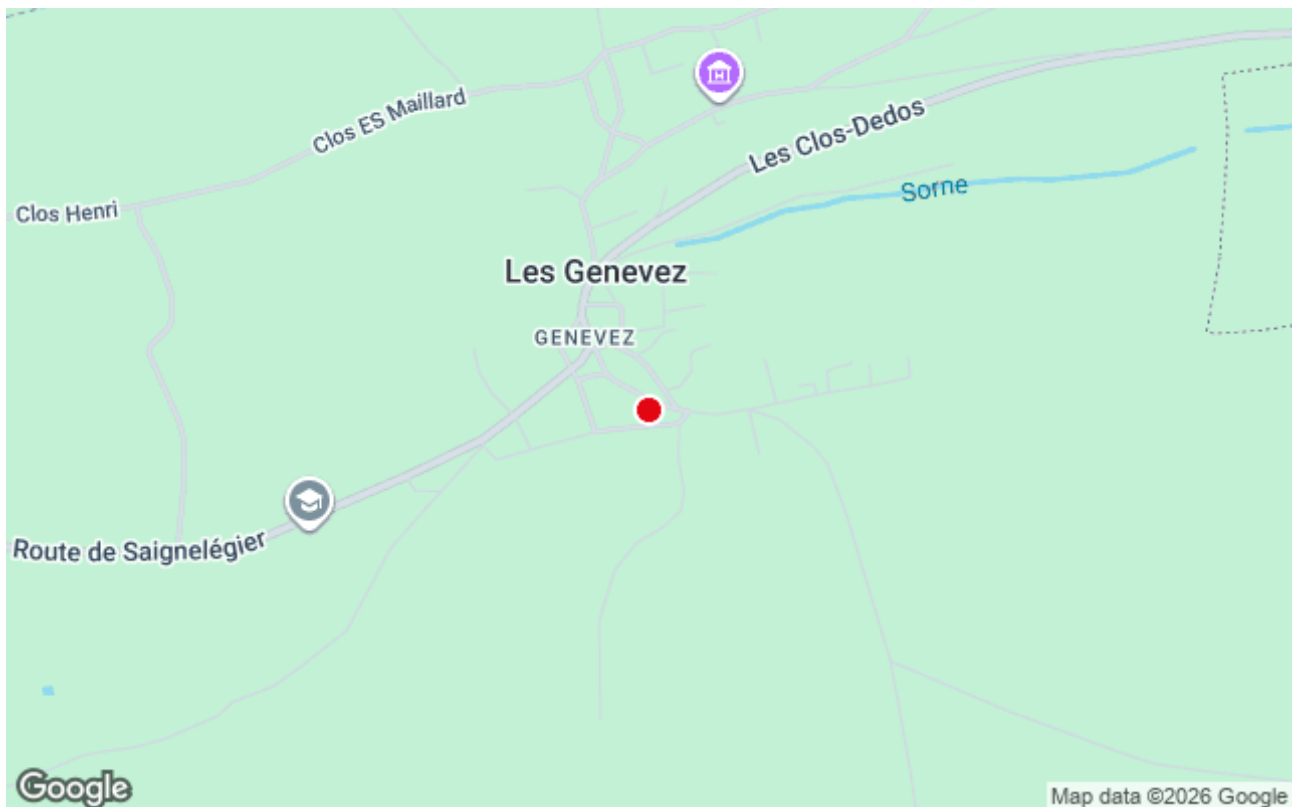 Clos ES Maillard
Les Clos-Dedos
Sorne
Clos Henri
Les Genevez
GENEVEZ
Route de Saignelégier
Google
Map data ©2026 Google